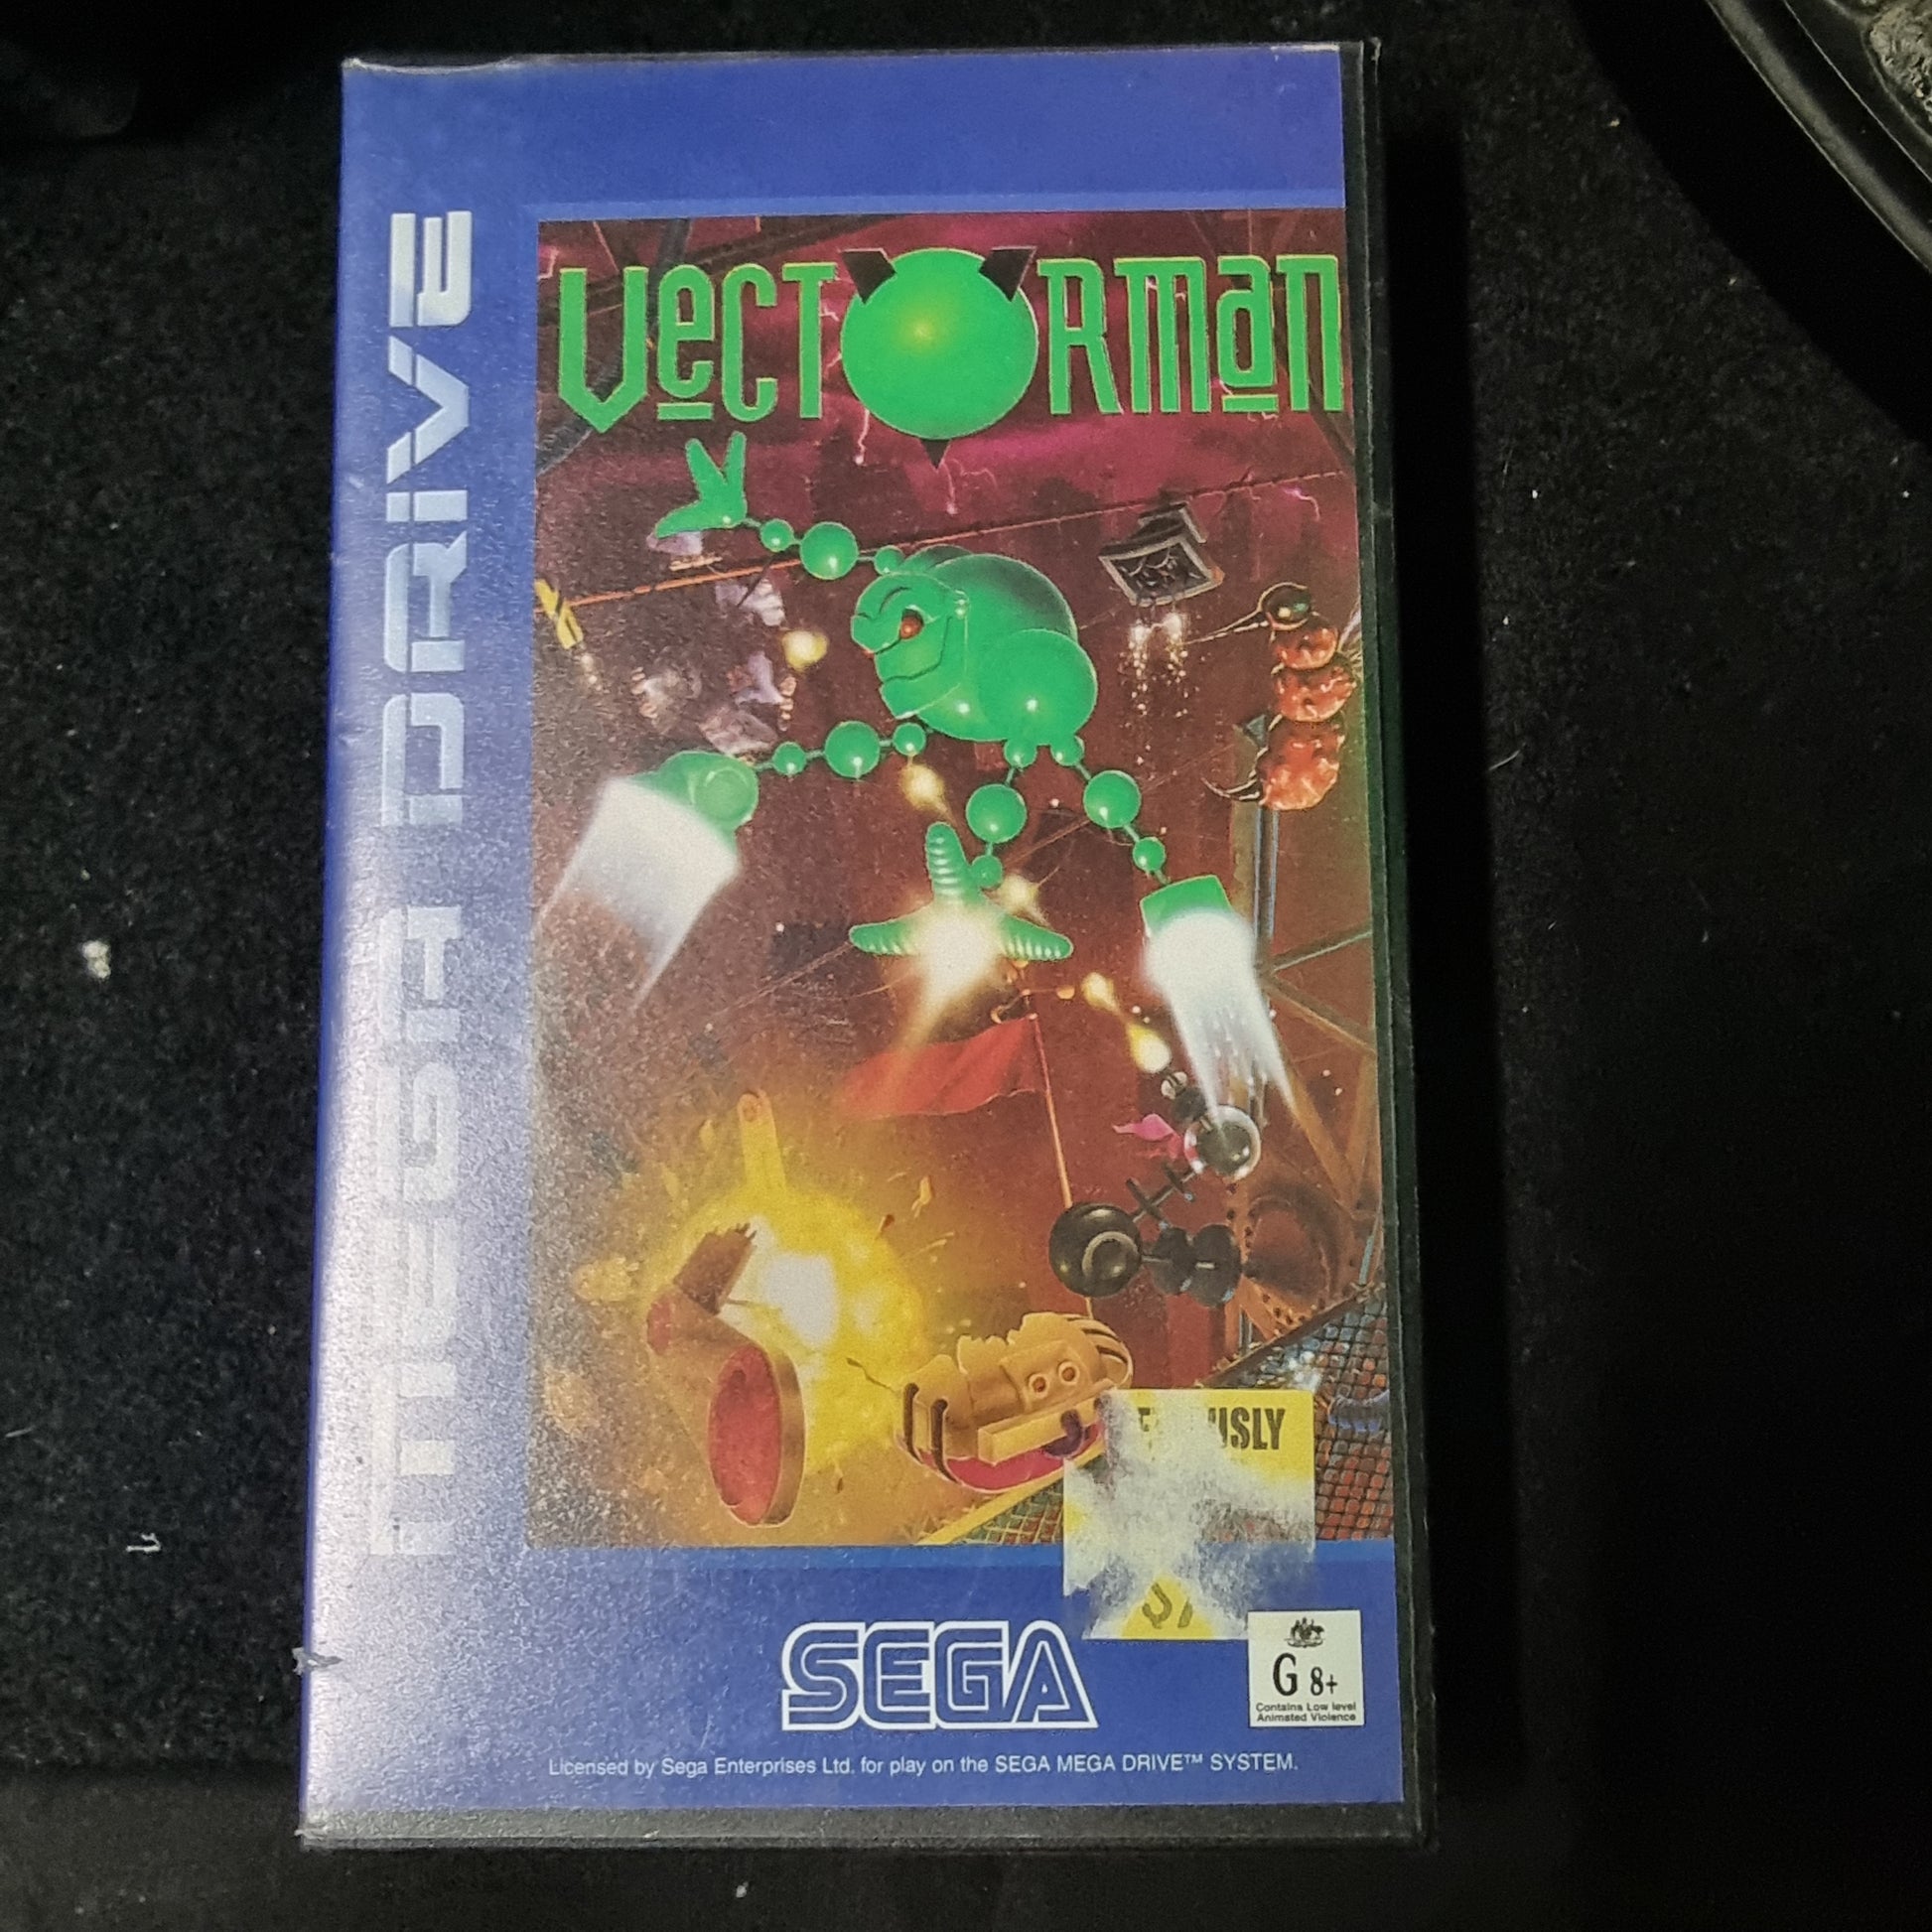 MEGA DRIVE
VECTORMAN
SEGA
G 8+
Contains Low level
Animated Violence
Licensed by Sega Enterprises Ltd. for play on the SEGA MEGA DRIVE™ SYSTEM.